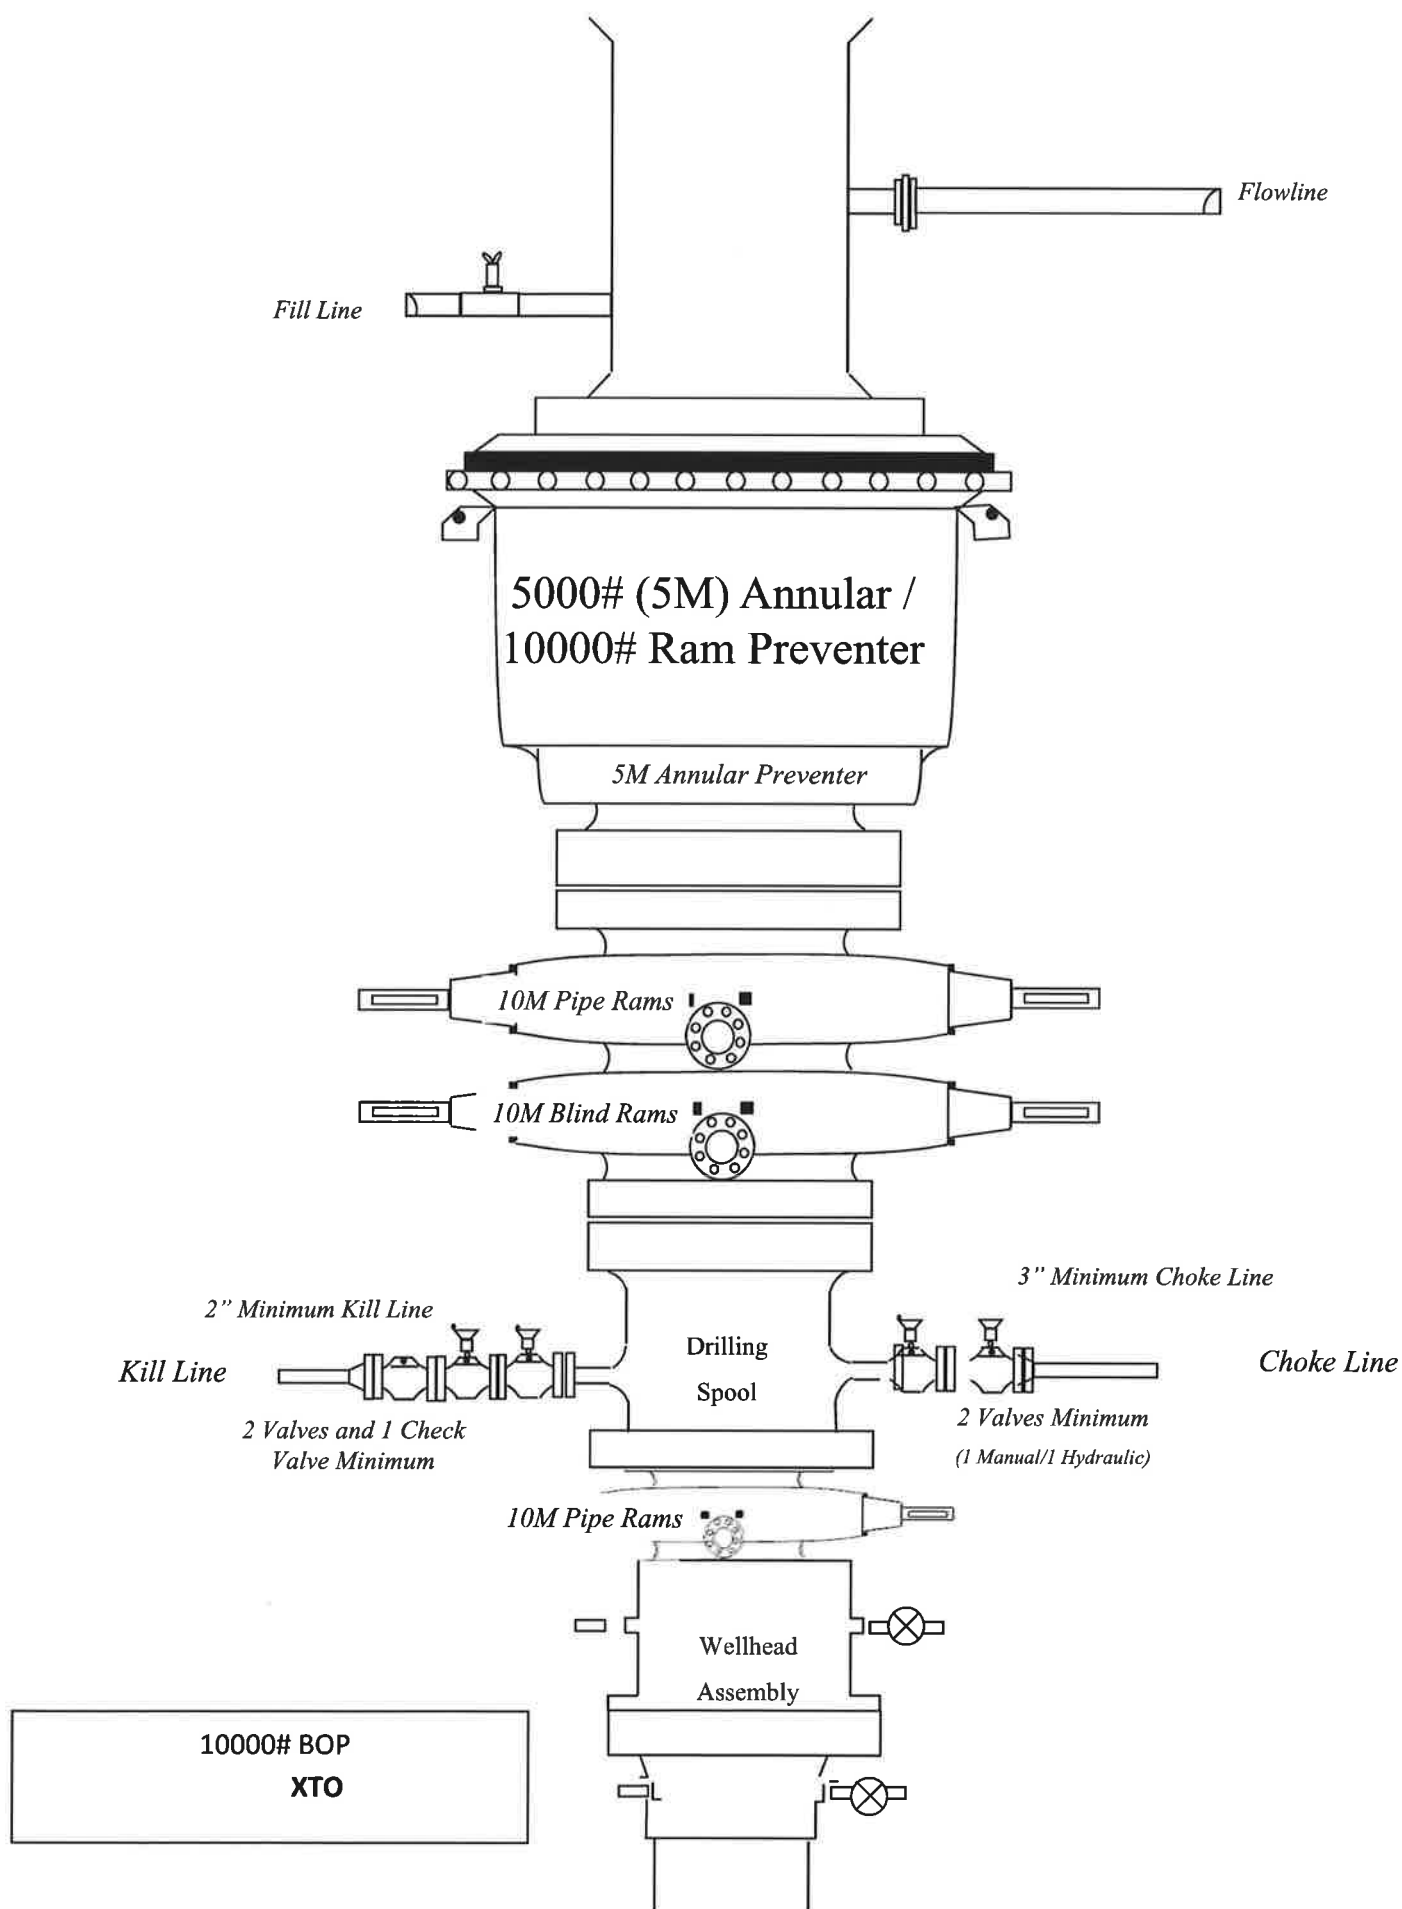 Flowline
Fill Line
5000# (5M) Annular /
10000# Ram Preventer
5M Annular Preventer
10M Pipe Rams
10M Blind Rams
3” Minimum Choke Line
2” Minimum Kill Line
Drilling
Spool
Kill Line
Choke Line
2 Valves and 1 Check
Valve Minimum
2 Valves Minimum
(1 Manual/1 Hydraulic)
10M Pipe Rams
Wellhead
Assembly
10000# BOP
XTO